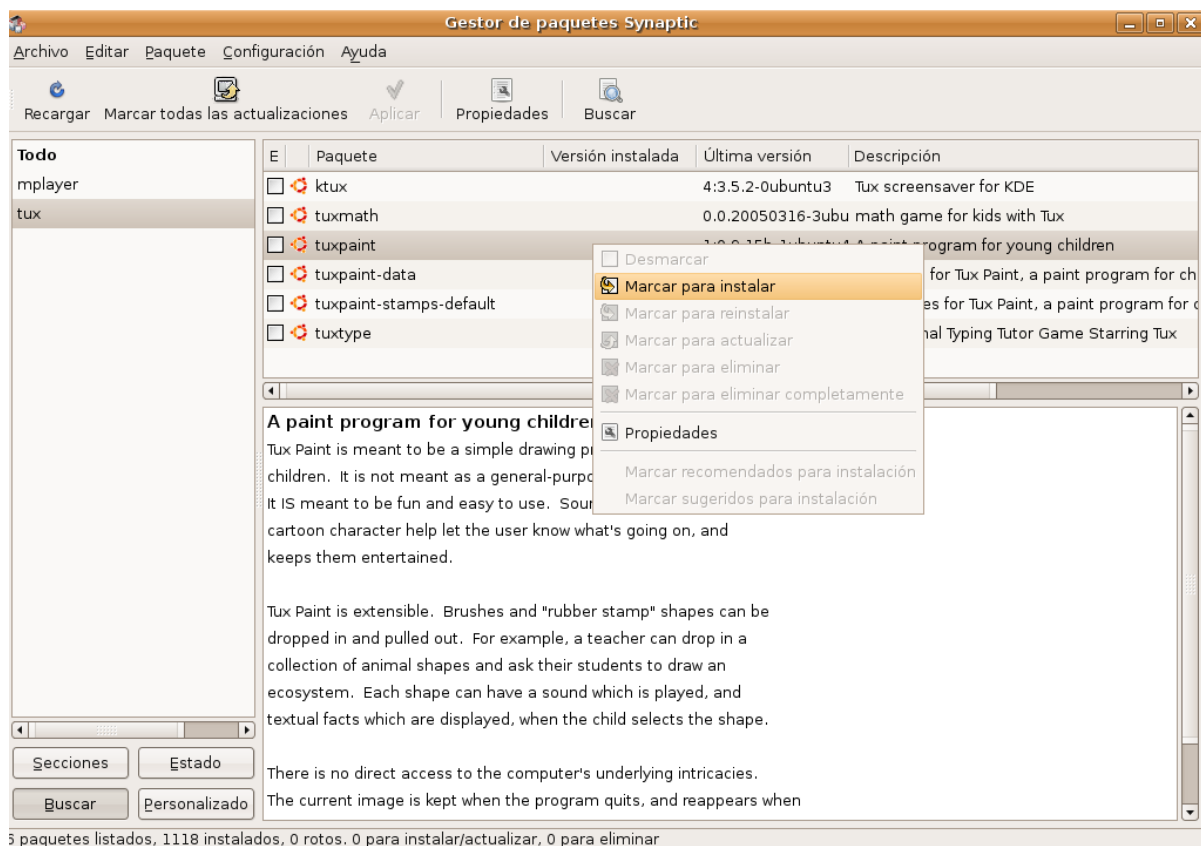 Gestor de paquetes Synaptic
Archivo Editar Paquete Configuración Ayuda
Recargar Marcar todas las actualizaciones Aplicar Propiedades Buscar
Todo
mplayer
tux
E Paquete Versión instalada Última versión Descripción
ktux 4:3.5.2-0ubuntu3 Tux screensaver for KDE
tuxmath 0.0.20050316-3ubu math game for kids with Tux
tuxpaint program for young children
tuxpaint-data for Tux Paint, a paint program for ch
tuxpaint-stamps-default es for Tux Paint, a paint program for
tuxtype nal Typing Tutor Game Starring Tux
Desmarcar
Marcar para instalar
Marcar para reinstalar
Marcar para actualizar
Marcar para eliminar
Marcar para eliminar completamente
Propiedades
Marcar recomendados para instalación
Marcar sugeridos para instalación
A paint program for young childre
Tux Paint is meant to be a simple drawing
children. It is not meant as a general-purpo
It IS meant to be fun and easy to use. Sou
cartoon character help let the user know what's going on, and
keeps them entertained.
Tux Paint is extensible. Brushes and "rubber stamp" shapes can be
dropped in and pulled out. For example, a teacher can drop in a
collection of animal shapes and ask their students to draw an
ecosystem. Each shape can have a sound which is played, and
textual facts which are displayed, when the child selects the shape.
There is no direct access to the computer's underlying intricacies.
The current image is kept when the program quits, and reappears when
Secciones Estado
Buscar Personalizado
6 paquetes listados, 1118 instalados, 0 rotos. 0 para instalar/actualizar, 0 para eliminar